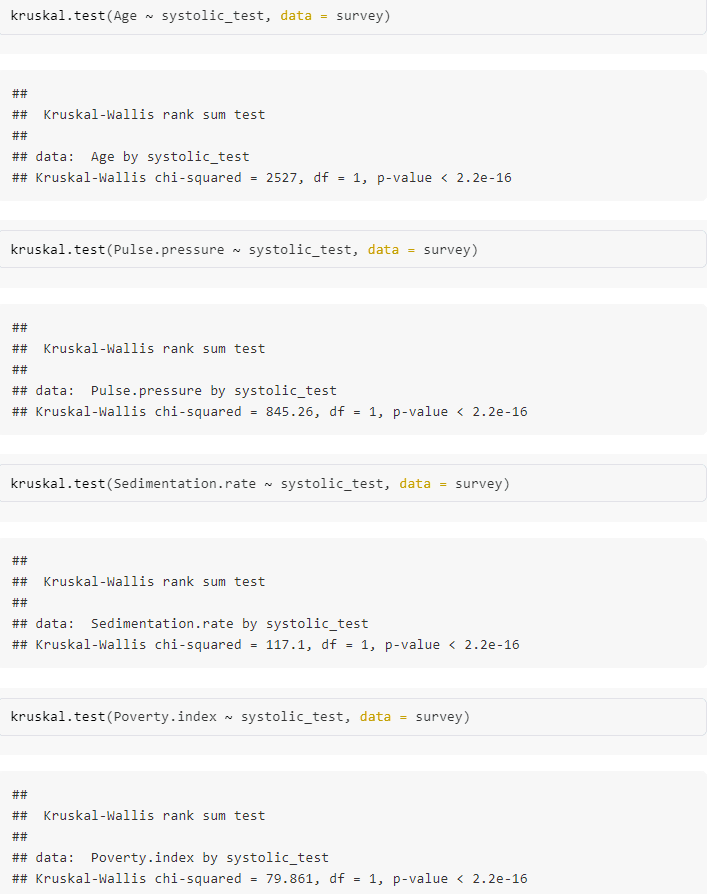 kruskal.test(Age ~ systolic_test, data = survey)
##
##  Kruskal-Wallis rank sum test
##
## data:  Age by systolic_test
## Kruskal-Wallis chi-squared = 2527, df = 1, p-value < 2.2e-16
kruskal.test(Pulse.pressure ~ systolic_test, data = survey)
##
##  Kruskal-Wallis rank sum test
##
## data:  Pulse.pressure by systolic_test
## Kruskal-Wallis chi-squared = 845.26, df = 1, p-value < 2.2e-16
kruskal.test(Sedimentation.rate ~ systolic_test, data = survey)
##
##  Kruskal-Wallis rank sum test
##
## data:  Sedimentation.rate by systolic_test
## Kruskal-Wallis chi-squared = 117.1, df = 1, p-value < 2.2e-16
kruskal.test(Poverty.index ~ systolic_test, data = survey)
##
##  Kruskal-Wallis rank sum test
##
## data:  Poverty.index by systolic_test
## Kruskal-Wallis chi-squared = 79.861, df = 1, p-value < 2.2e-16